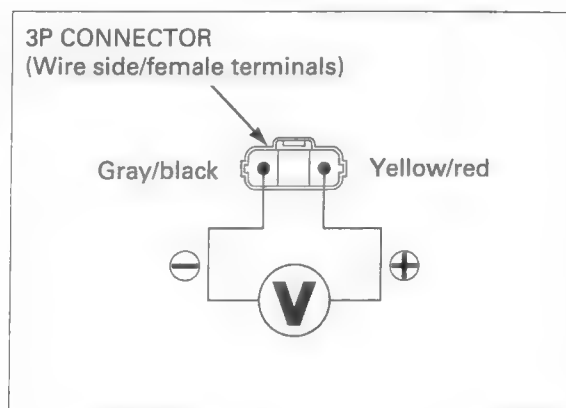 3P CONNECTOR
(Wire side/female terminals)
Gray/black
Yellow/red
V